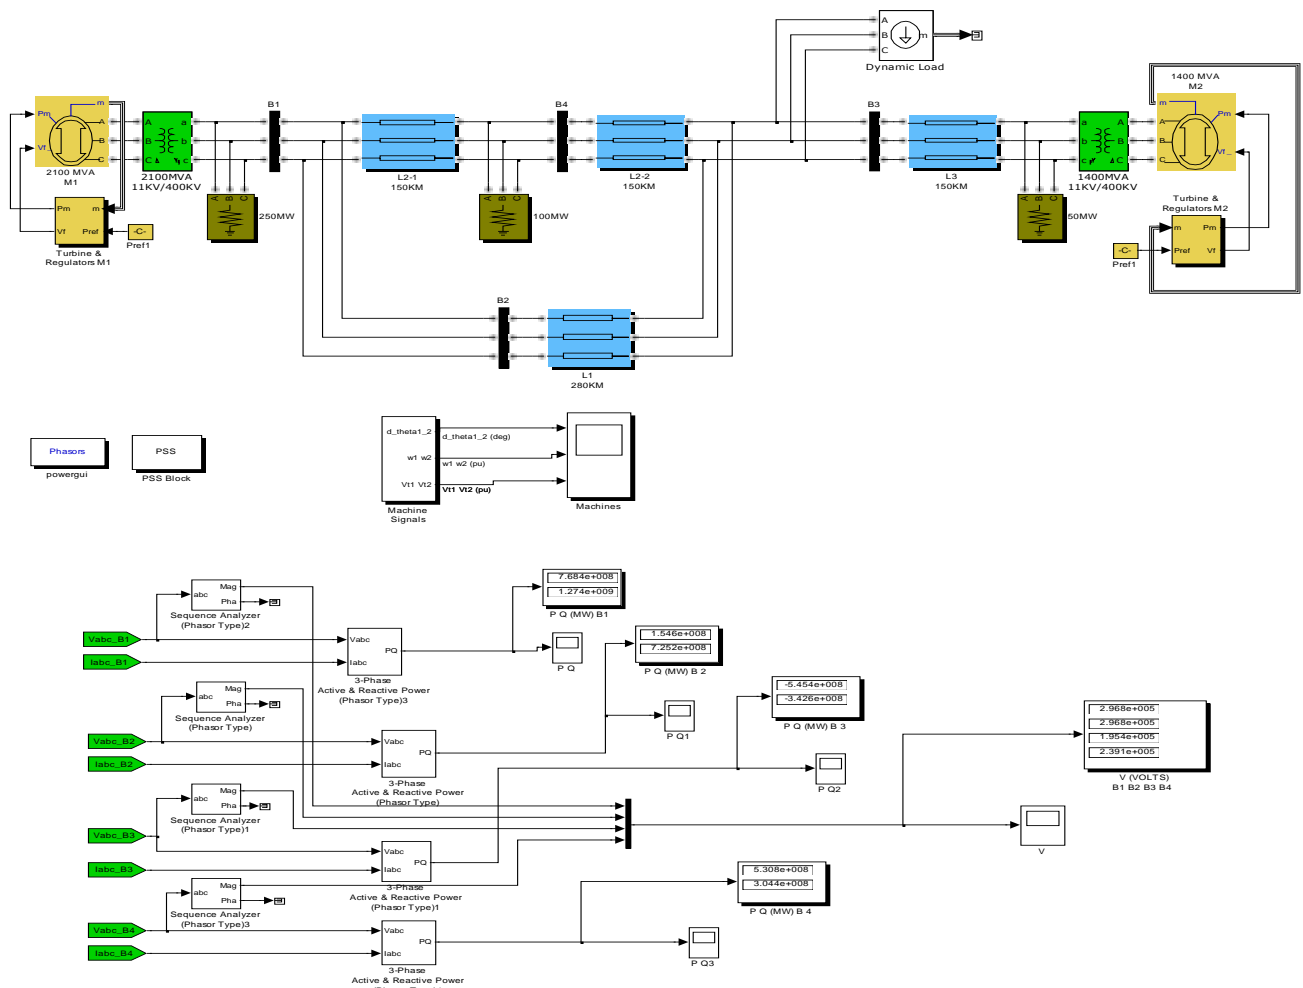 A
B
C
m
Dynamic Load
1400 MVA
M2
B1
B4
B3
m
Pm
A
Vf_
B
C
2100 MVA
M1
A a
B b
C c
2100MVA
11KV/400KV
L2-1
150KM
L2-2
150KM
L3
150KM
a A
b B
c C
1400MVA
11KV/400KV
m
Pm
A
B
Vf_
C
A B C
250MW
A B C
100MW
A B C
50MW
Pm m
Vf Pref
Turbine &
Regulators M1
-C-
Pref1
Turbine &
Regulators M2
m Pm
Pref Vf
-C-
Pref1
B2
L1
280KM
Phasors
powergui
PSS
PSS Block
d_theta1_2
w1 w2
Vt1 Vt2
Machine
Signals
d_theta1_2 (deg)
w1 w2 (pu)
Vt1 Vt2 (pu)
Machines
abc
Mag
Pha
Sequence Analyzer
(Phasor Type)2
Vabc_B1
Iabc_B1
Vabc
Iabc
PQ
3-Phase
Active & Reactive Power
(Phasor Type)3
7.684e+008
1.274e+009
P Q (MW) B1
P Q
1.546e+008
7.252e+008
P Q (MW) B 2
abc
Mag
Pha
Sequence Analyzer
(Phasor Type)
P Q1
-5.454e+008
-3.426e+008
P Q (MW) B 3
Vabc_B2
Iabc_B2
Vabc
Iabc
PQ
3-Phase
Active & Reactive Power
(Phasor Type)
P Q2
2.968e+005
2.968e+005
1.954e+005
2.391e+005
V (VOLTS)
B1 B2 B3 B4
abc
Mag
Pha
Sequence Analyzer
(Phasor Type)1
V
Vabc_B3
Iabc_B3
Vabc
Iabc
PQ
3-Phase
Active & Reactive Power
(Phasor Type)1
abc
Mag
Pha
Sequence Analyzer
(Phasor Type)3
5.308e+008
3.044e+008
P Q (MW) B 4
Vabc_B4
Iabc_B4
Vabc
Iabc
PQ
3-Phase
Active & Reactive Power
P Q3